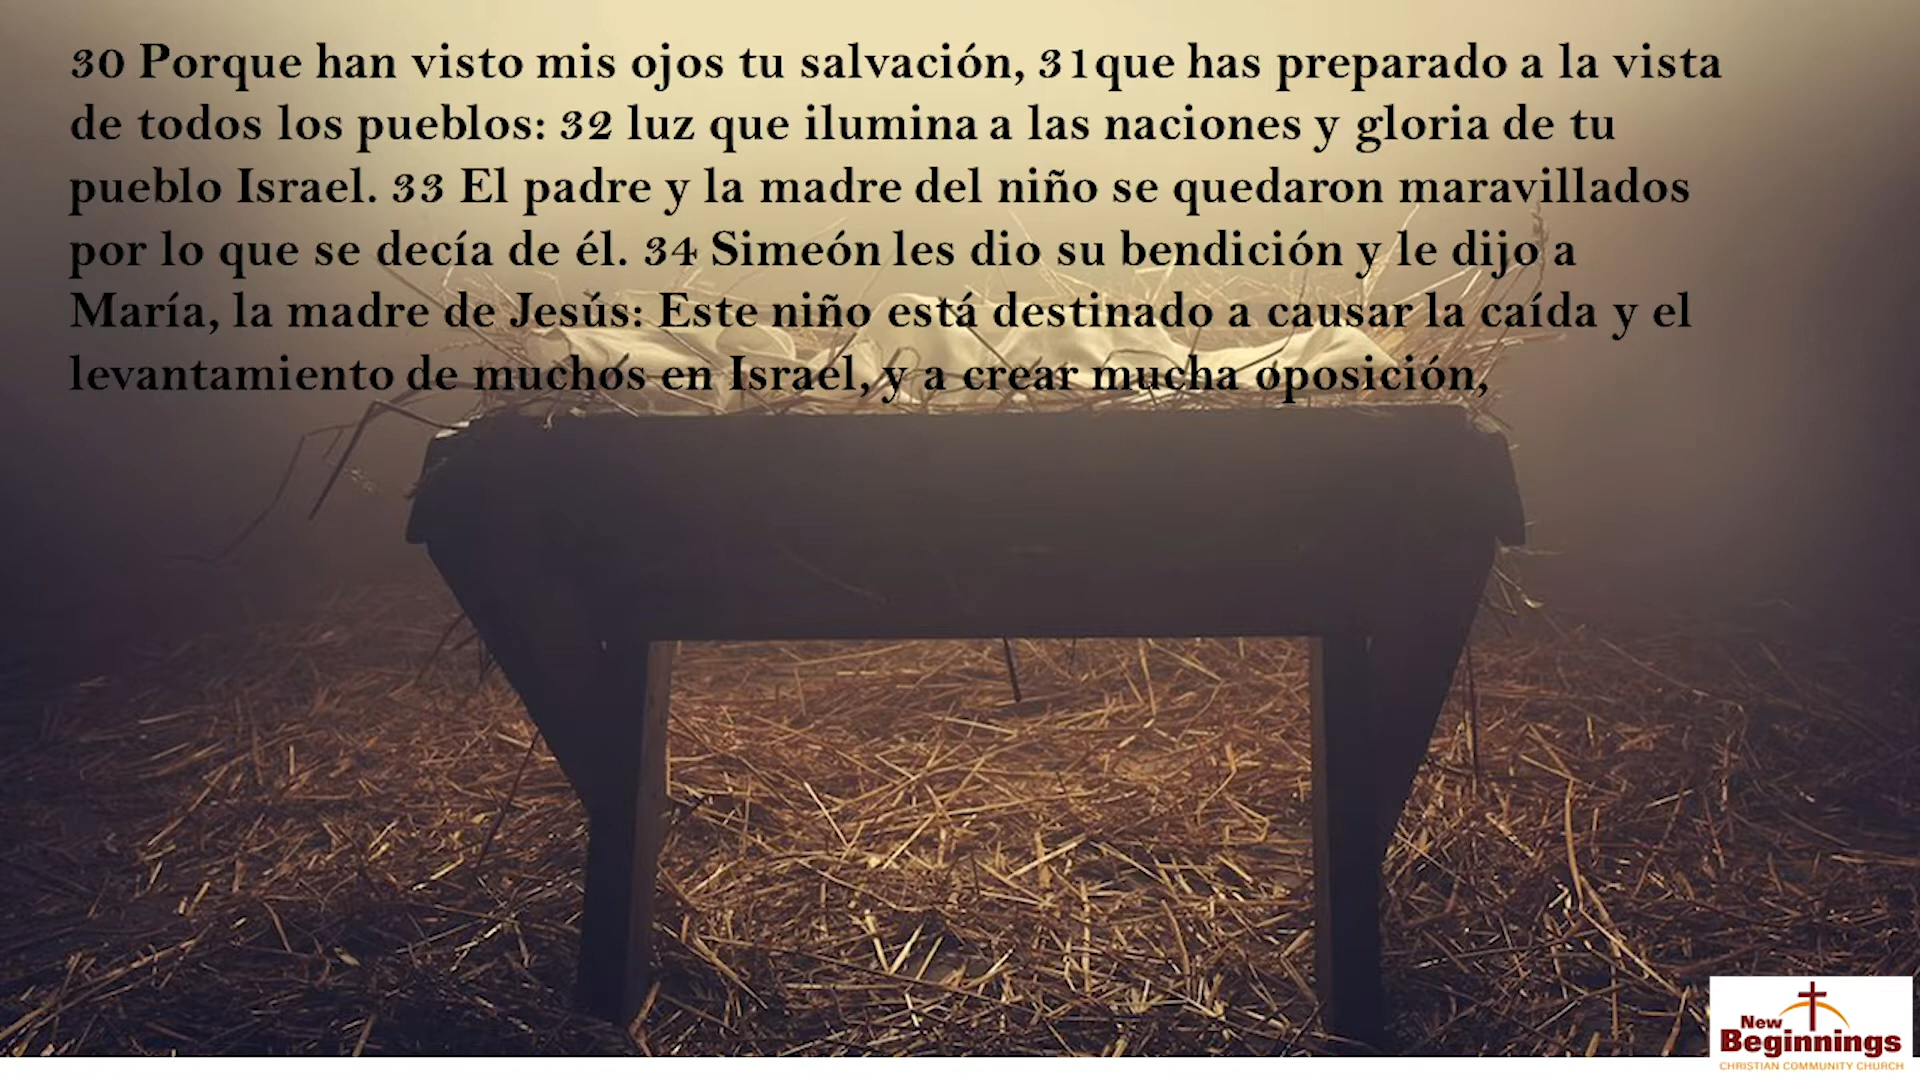 30 Porque han visto mis ojos tu salvación, 31que has preparado a la vista
de todos los pueblos: 32 luz que ilumina a las naciones y gloria de tu
pueblo Israel. 33 El padre y la madre del niño se quedaron maravillados
por lo que se decía de él. 34 Simeón les dio su bendición y le dijo a
María, la madre de Jesús: Este niño está destinado a causar la caída y el
levantamiento de muchos en Israel, y a crear mucha oposición,
New
Beginnings
CHRISTIAN COMMUNITY CHURCH